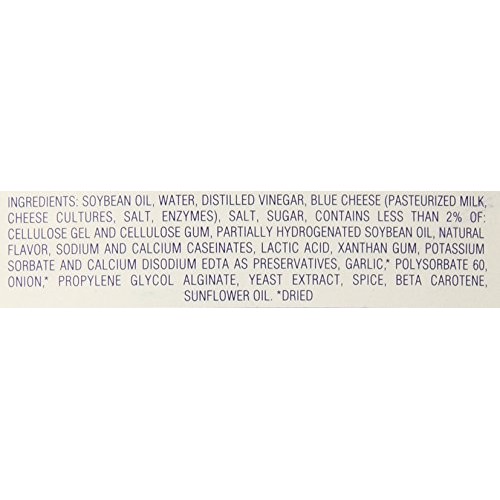 INGREDIENTS: SOYBEAN OIL, WATER, DISTILLED VINEGAR, BLUE CHEESE (PASTEURIZED MILK,
CHEESE CULTURES, SALT, ENZYMES), SALT, SUGAR, CONTAINS LESS THAN 2% OF:
CELLULOSE GEL AND CELLULOSE GUM, PARTIALLY HYDROGENATED SOYBEAN OIL, NATURAL
FLAVOR, SODIUM AND CALCIUM CASEINATES, LACTIC ACID, XANTHAN GUM, POTASSIUM
SORBATE AND CALCIUM DISODIUM EDTA AS PRESERVATIVES, GARLIC,* POLYSORBATE 60,
ONION,* PROPYLENE GLYCOL ALGINATE, YEAST EXTRACT, SPICE, BETA CAROTENE,
SUNFLOWER OIL. *DRIED